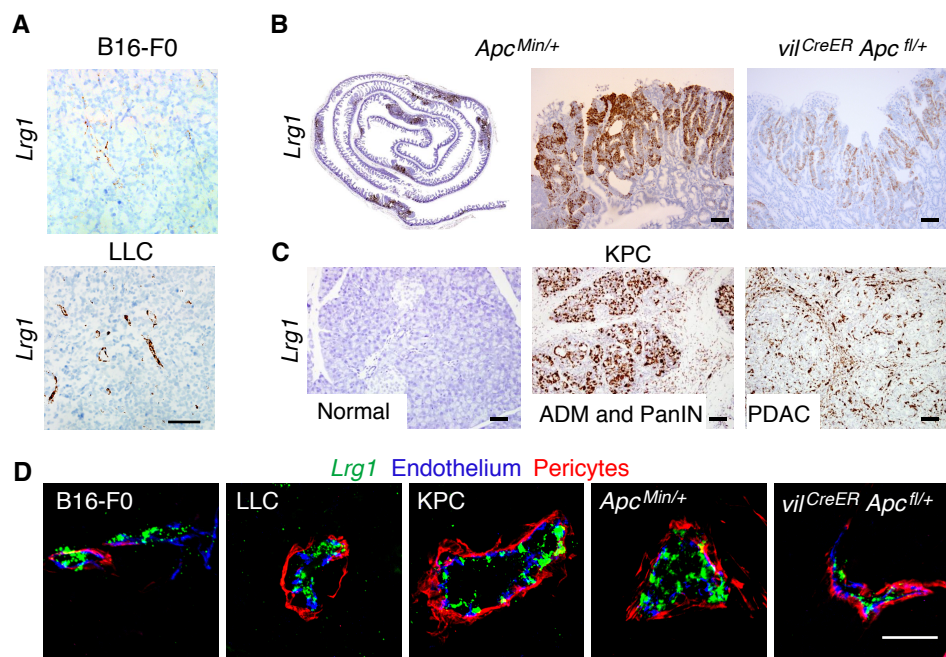 A
B16-F0
Lrg1
LLC
Lrg1
B
Apc Min/+
vil CreER Apc fl/+
Lrg1
C
KPC
Lrg1
Normal
ADM and PanIN
PDAC
D
Lrg1 Endothelium Pericytes
B16-F0
LLC
KPC
Apc Min/+
vil CreER Apc fl/+